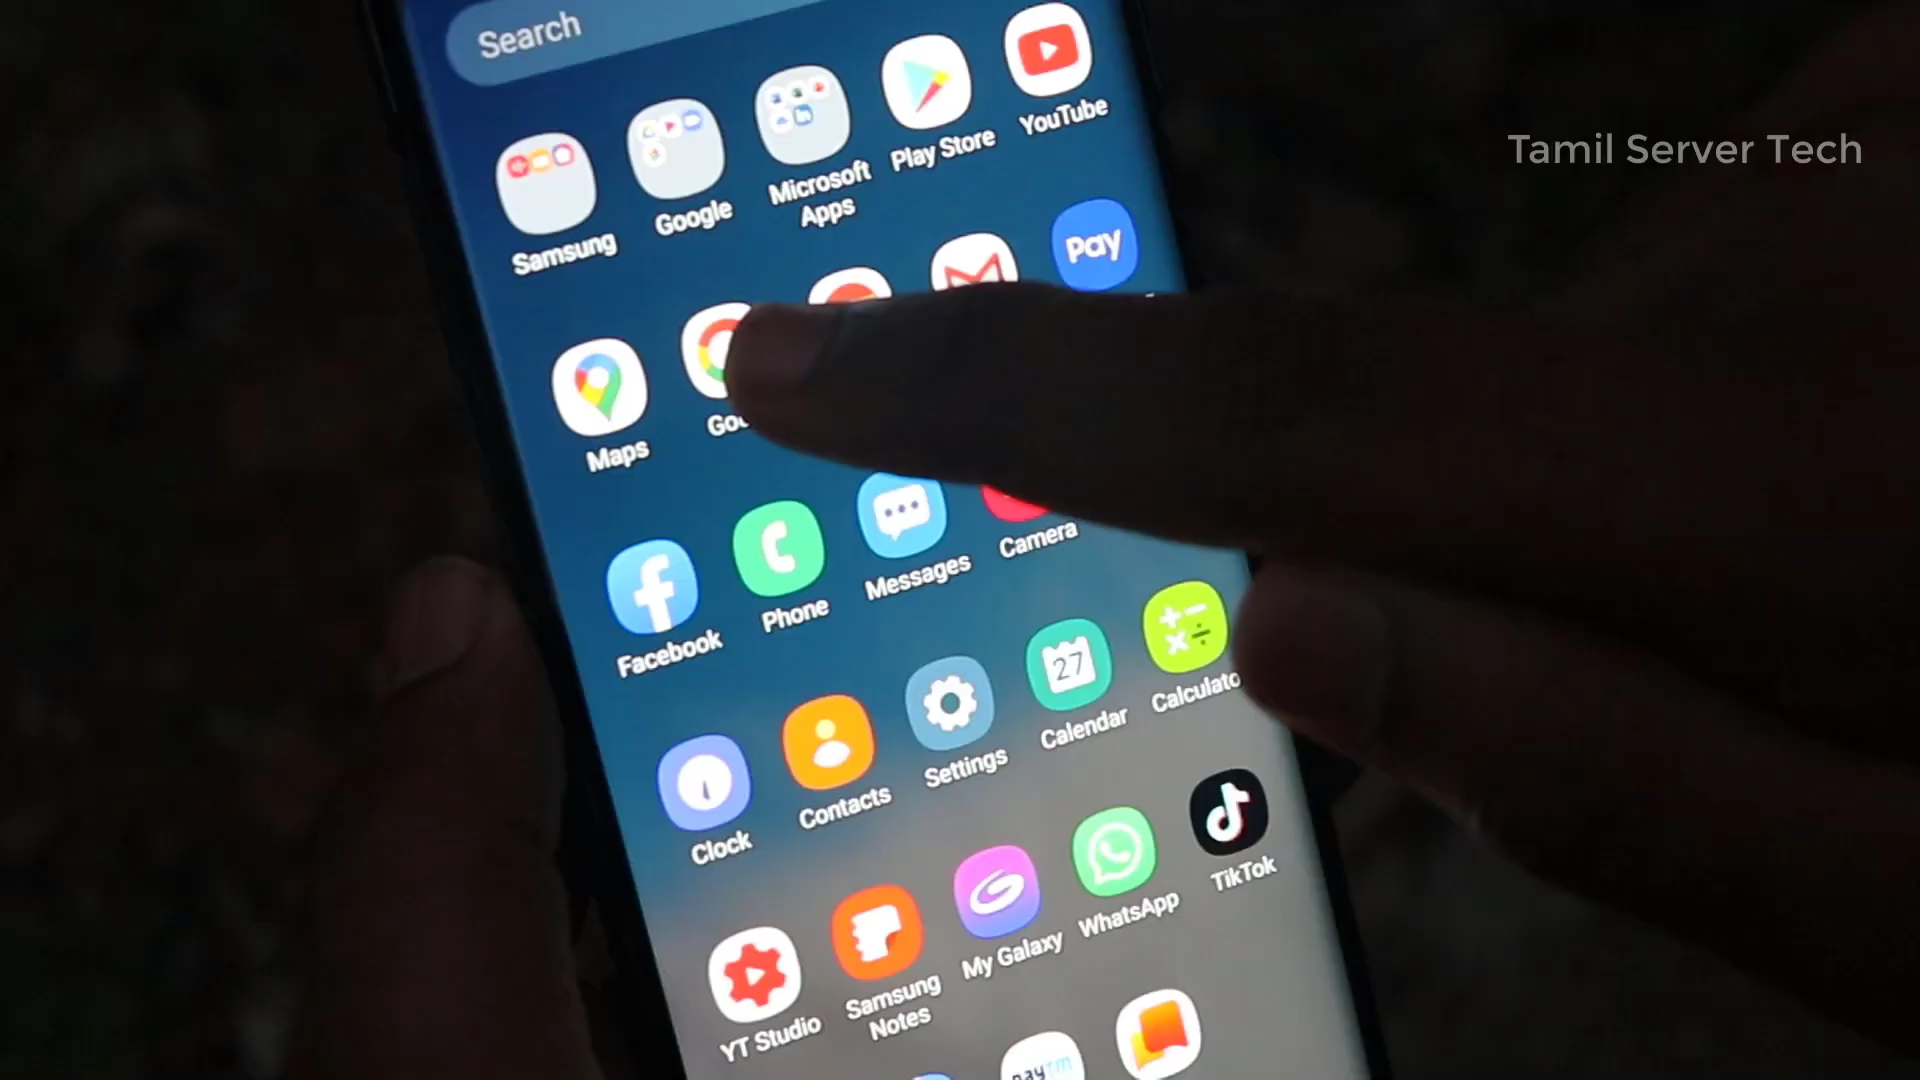 Search
Tamil Server Tech
Samsung
Google
Microsoft
Apps
Play Store
YouTube
Pay
Maps
Facebook
Phone
Messages
Camera
Clock
Contacts
Settings
27
Calendar
YT Studio
Samsung
Notes
My Galaxy
WhatsApp
TikTok